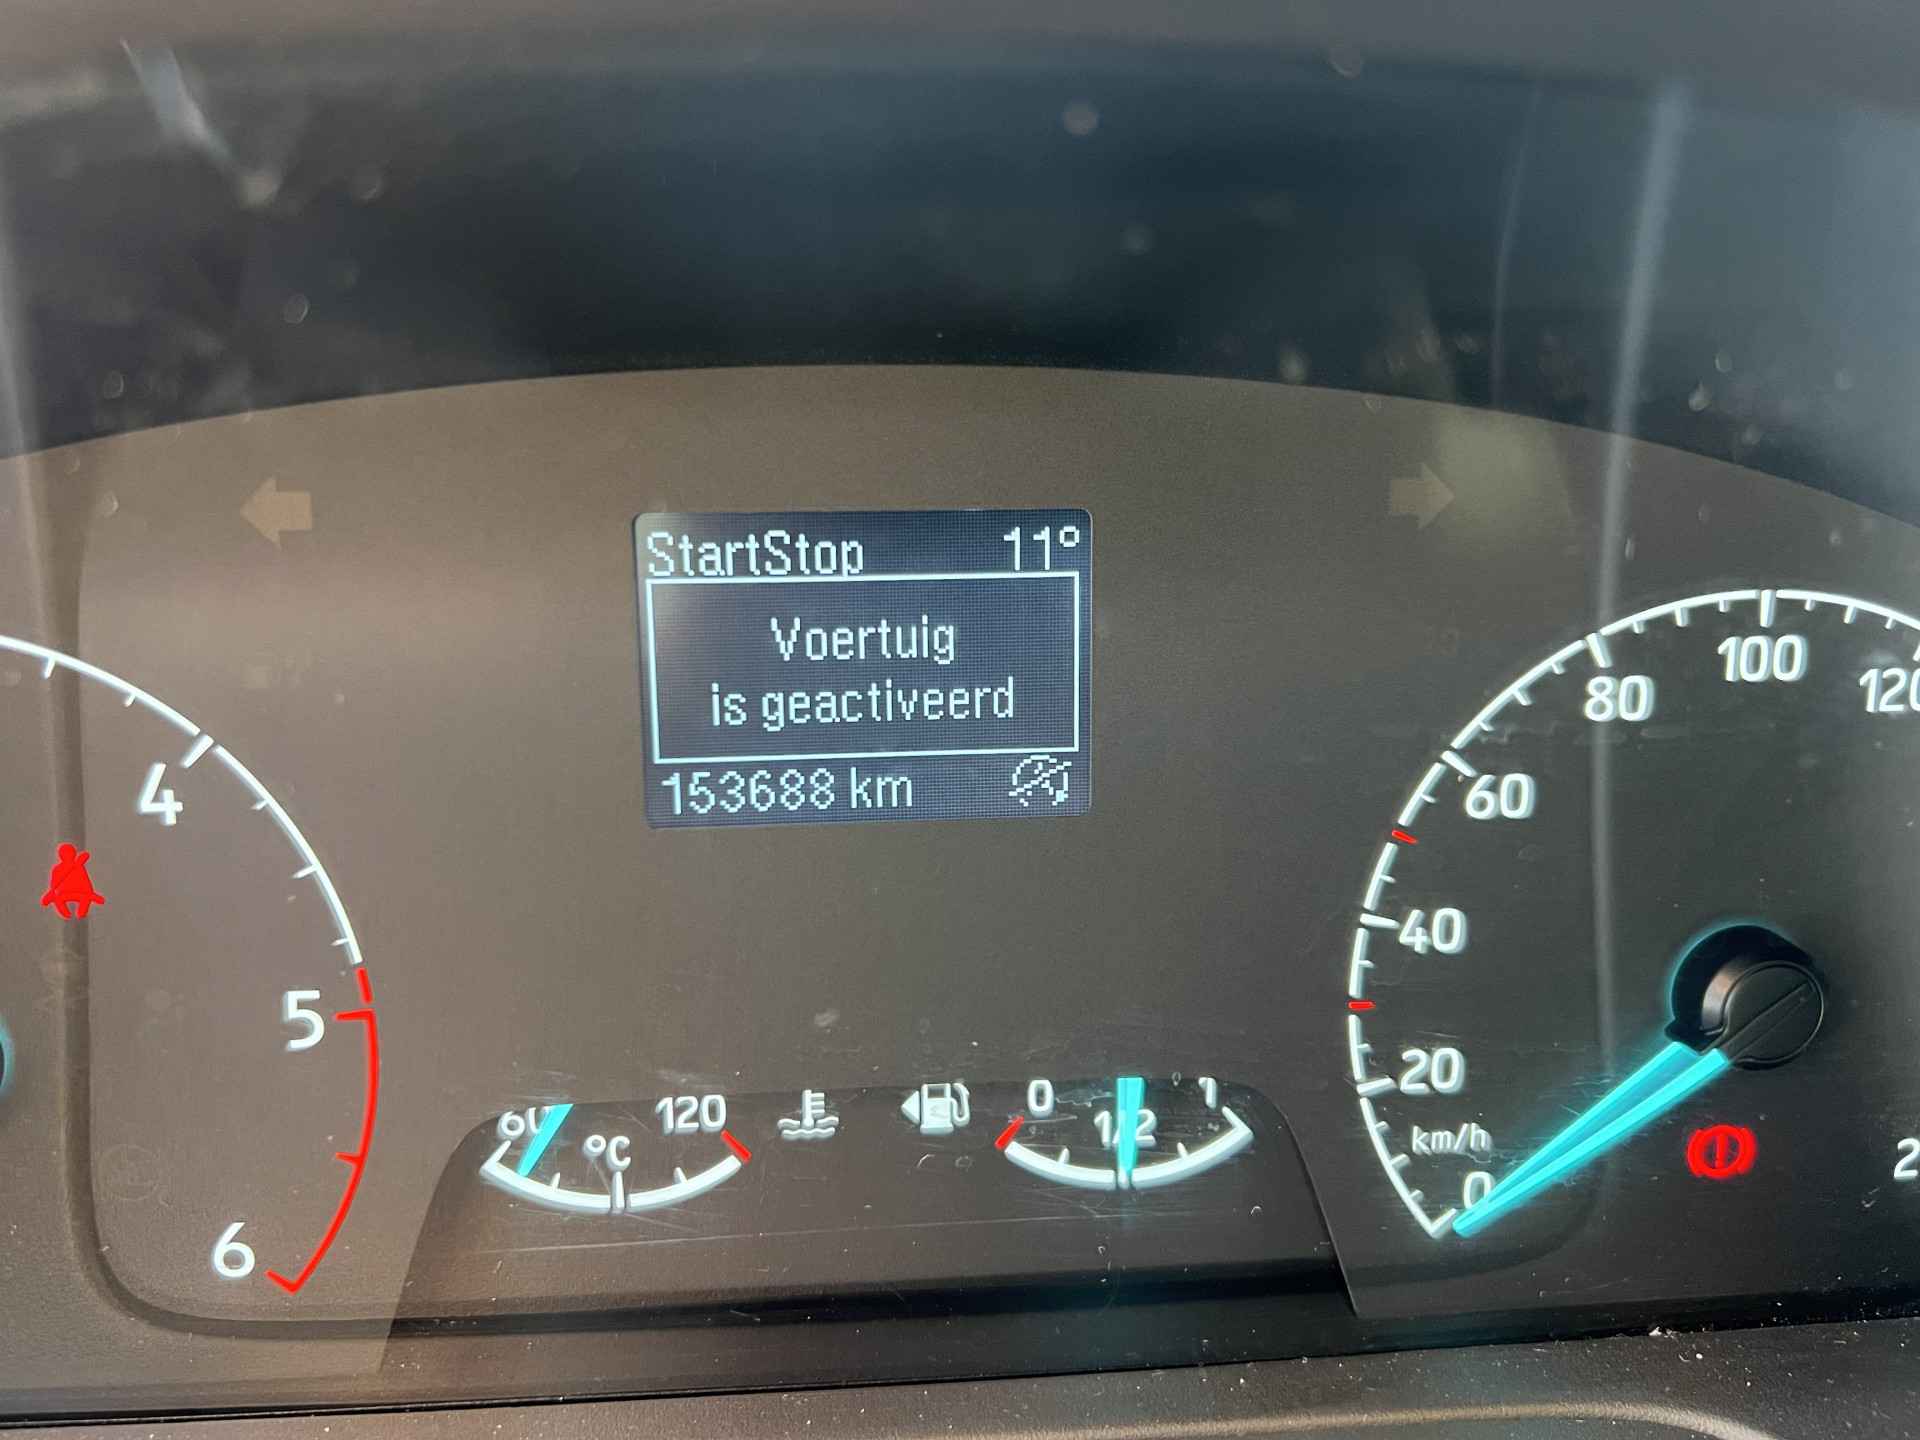 StartStop 11°
Voertuig
is geactiveerd
153688 km
4
5
6
60 °C 120
0 1/2 1
0 20 40 60 80 100 120
km/h